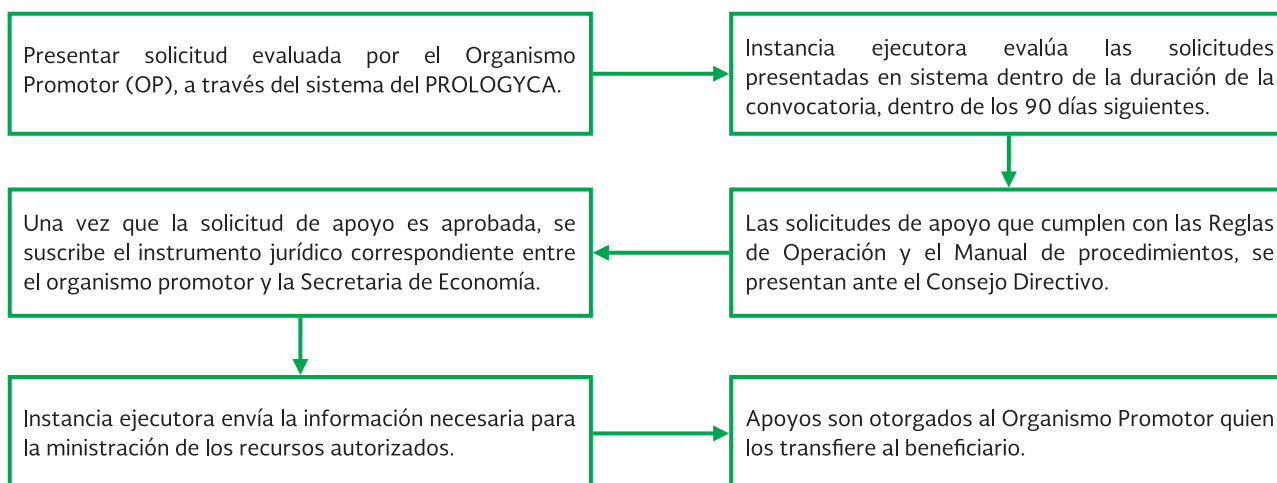 Presentar solicitud evaluada por el Organismo
Promotor (OP), a través del sistema del PROLOGYCA.
Instancia ejecutora evalúa las solicitudes
presentadas en sistema dentro de la duración de la
convocatoria, dentro de los 90 días siguientes.
Las solicitudes de apoyo que cumplen con las Reglas
de Operación y el Manual de procedimientos, se
presentan ante el Consejo Directivo.
Una vez que la solicitud de apoyo es aprobada, se
suscribe el instrumento jurídico correspondiente entre
el organismo promotor y la Secretaria de Economía.
Instancia ejecutora envía la información necesaria para
la ministración de los recursos autorizados.
Apoyos son otorgados al Organismo Promotor quien
los transfiere al beneficiario.